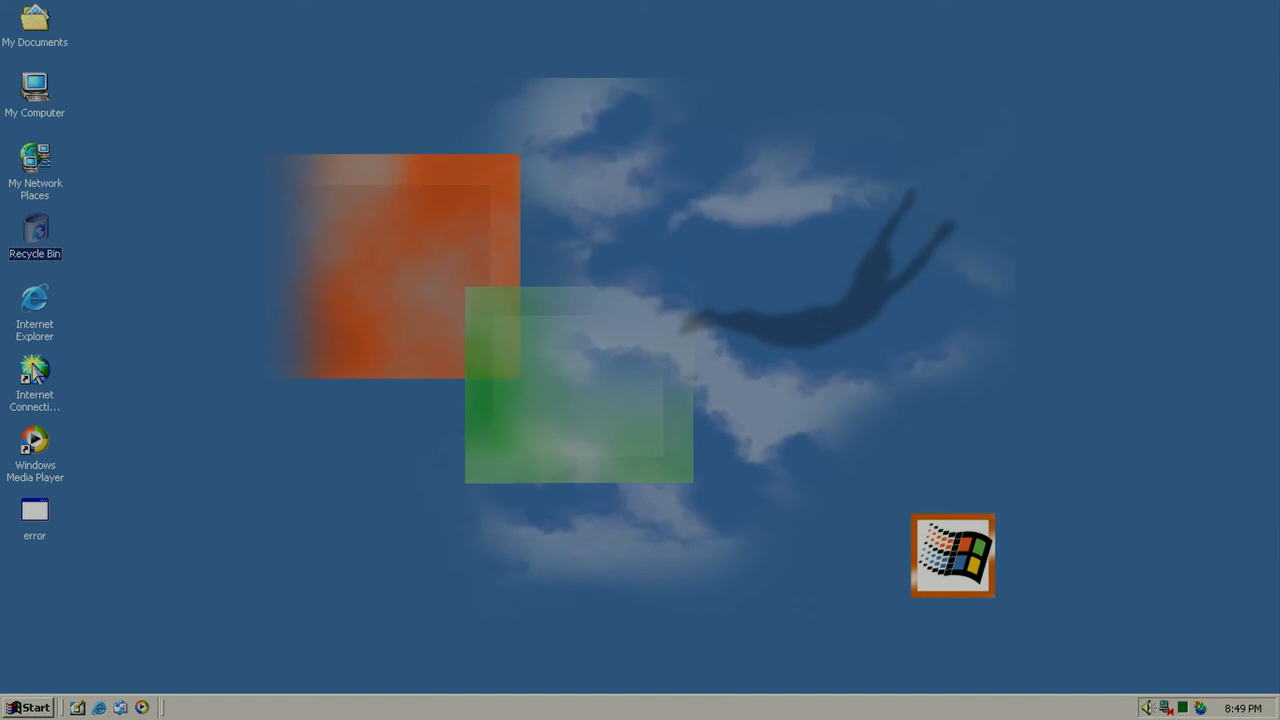 My Documents
My Computer
My Network
Places
Recycle Bin
Internet
Explorer
Internet
Connecti...
Windows
Media Player
error
Start
8:49 PM